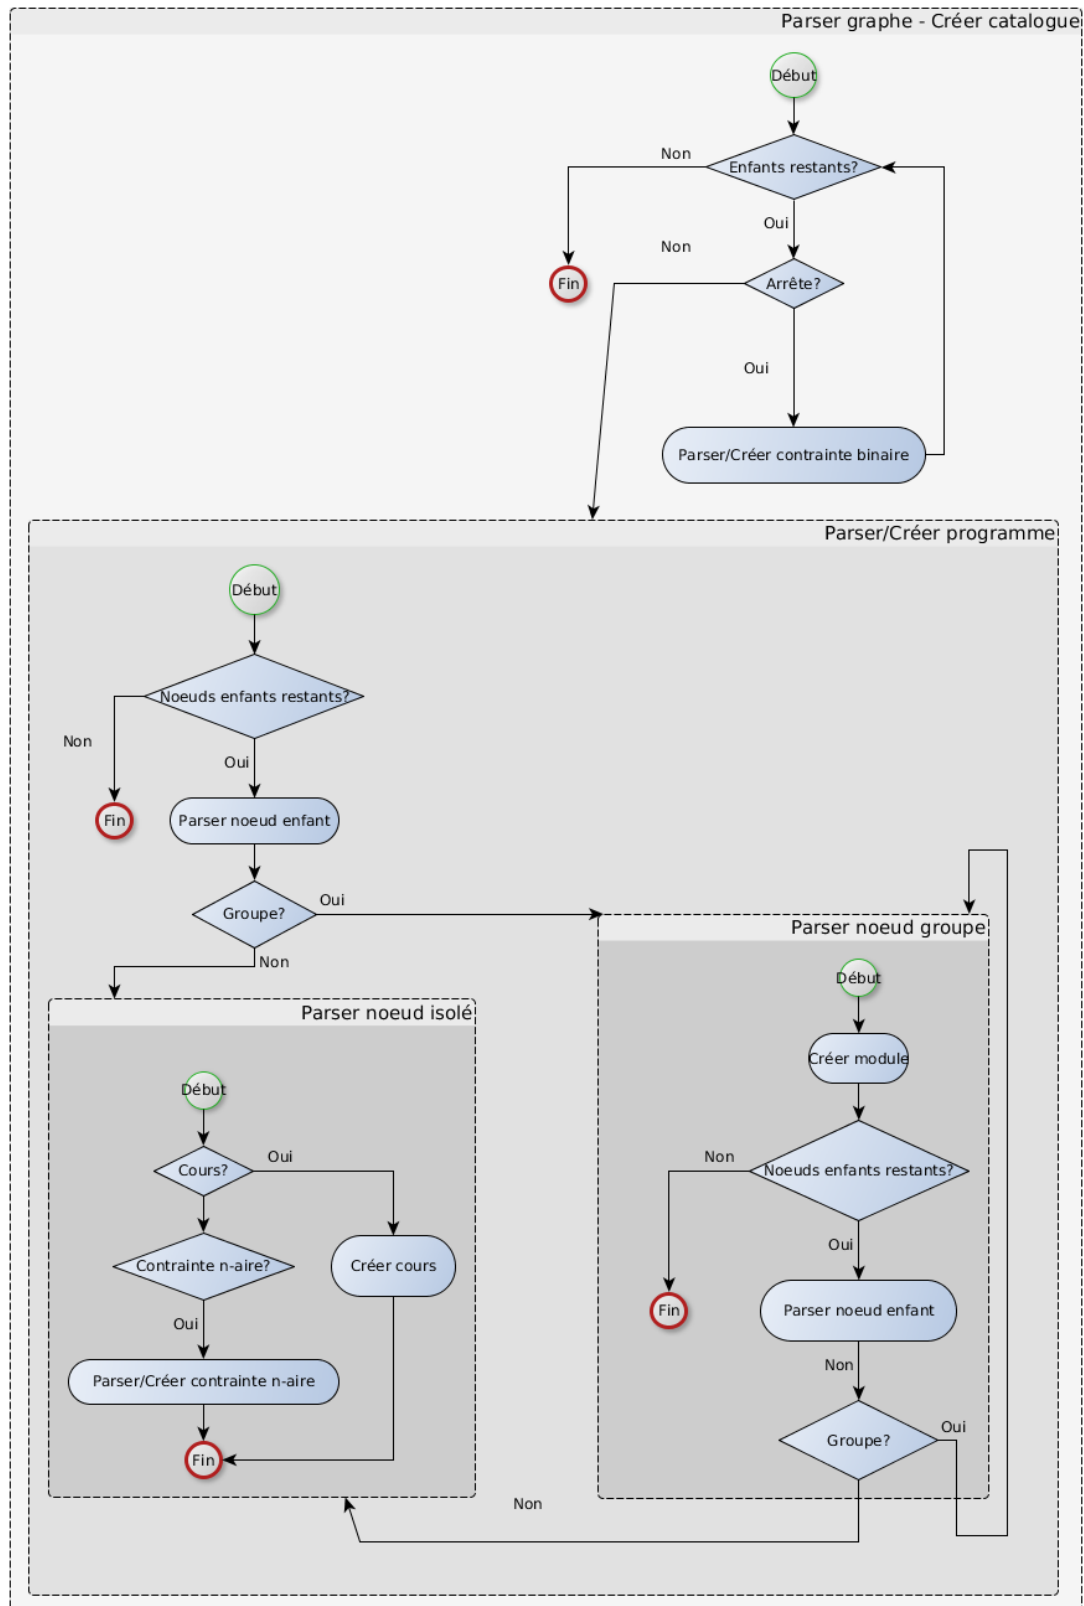 Parser graphe - Créer catalogue
Début
Enfants restants?
Non
Oui
Non
Arrête?
Fin
Oui
Parser/Créer contrainte binaire
Parser/Créer programme
Début
Noeuds enfants restants?
Non
Oui
Fin
Parser noeud enfant
Groupe?
Oui
Non
Parser noeud isolé
Début
Cours?
Oui
Contrainte n-aire?
Créer cours
Oui
Parser/Créer contrainte n-aire
Fin
Parser noeud groupe
Début
Créer module
Noeuds enfants restants?
Non
Oui
Fin
Parser noeud enfant
Non
Groupe?
Oui
Non